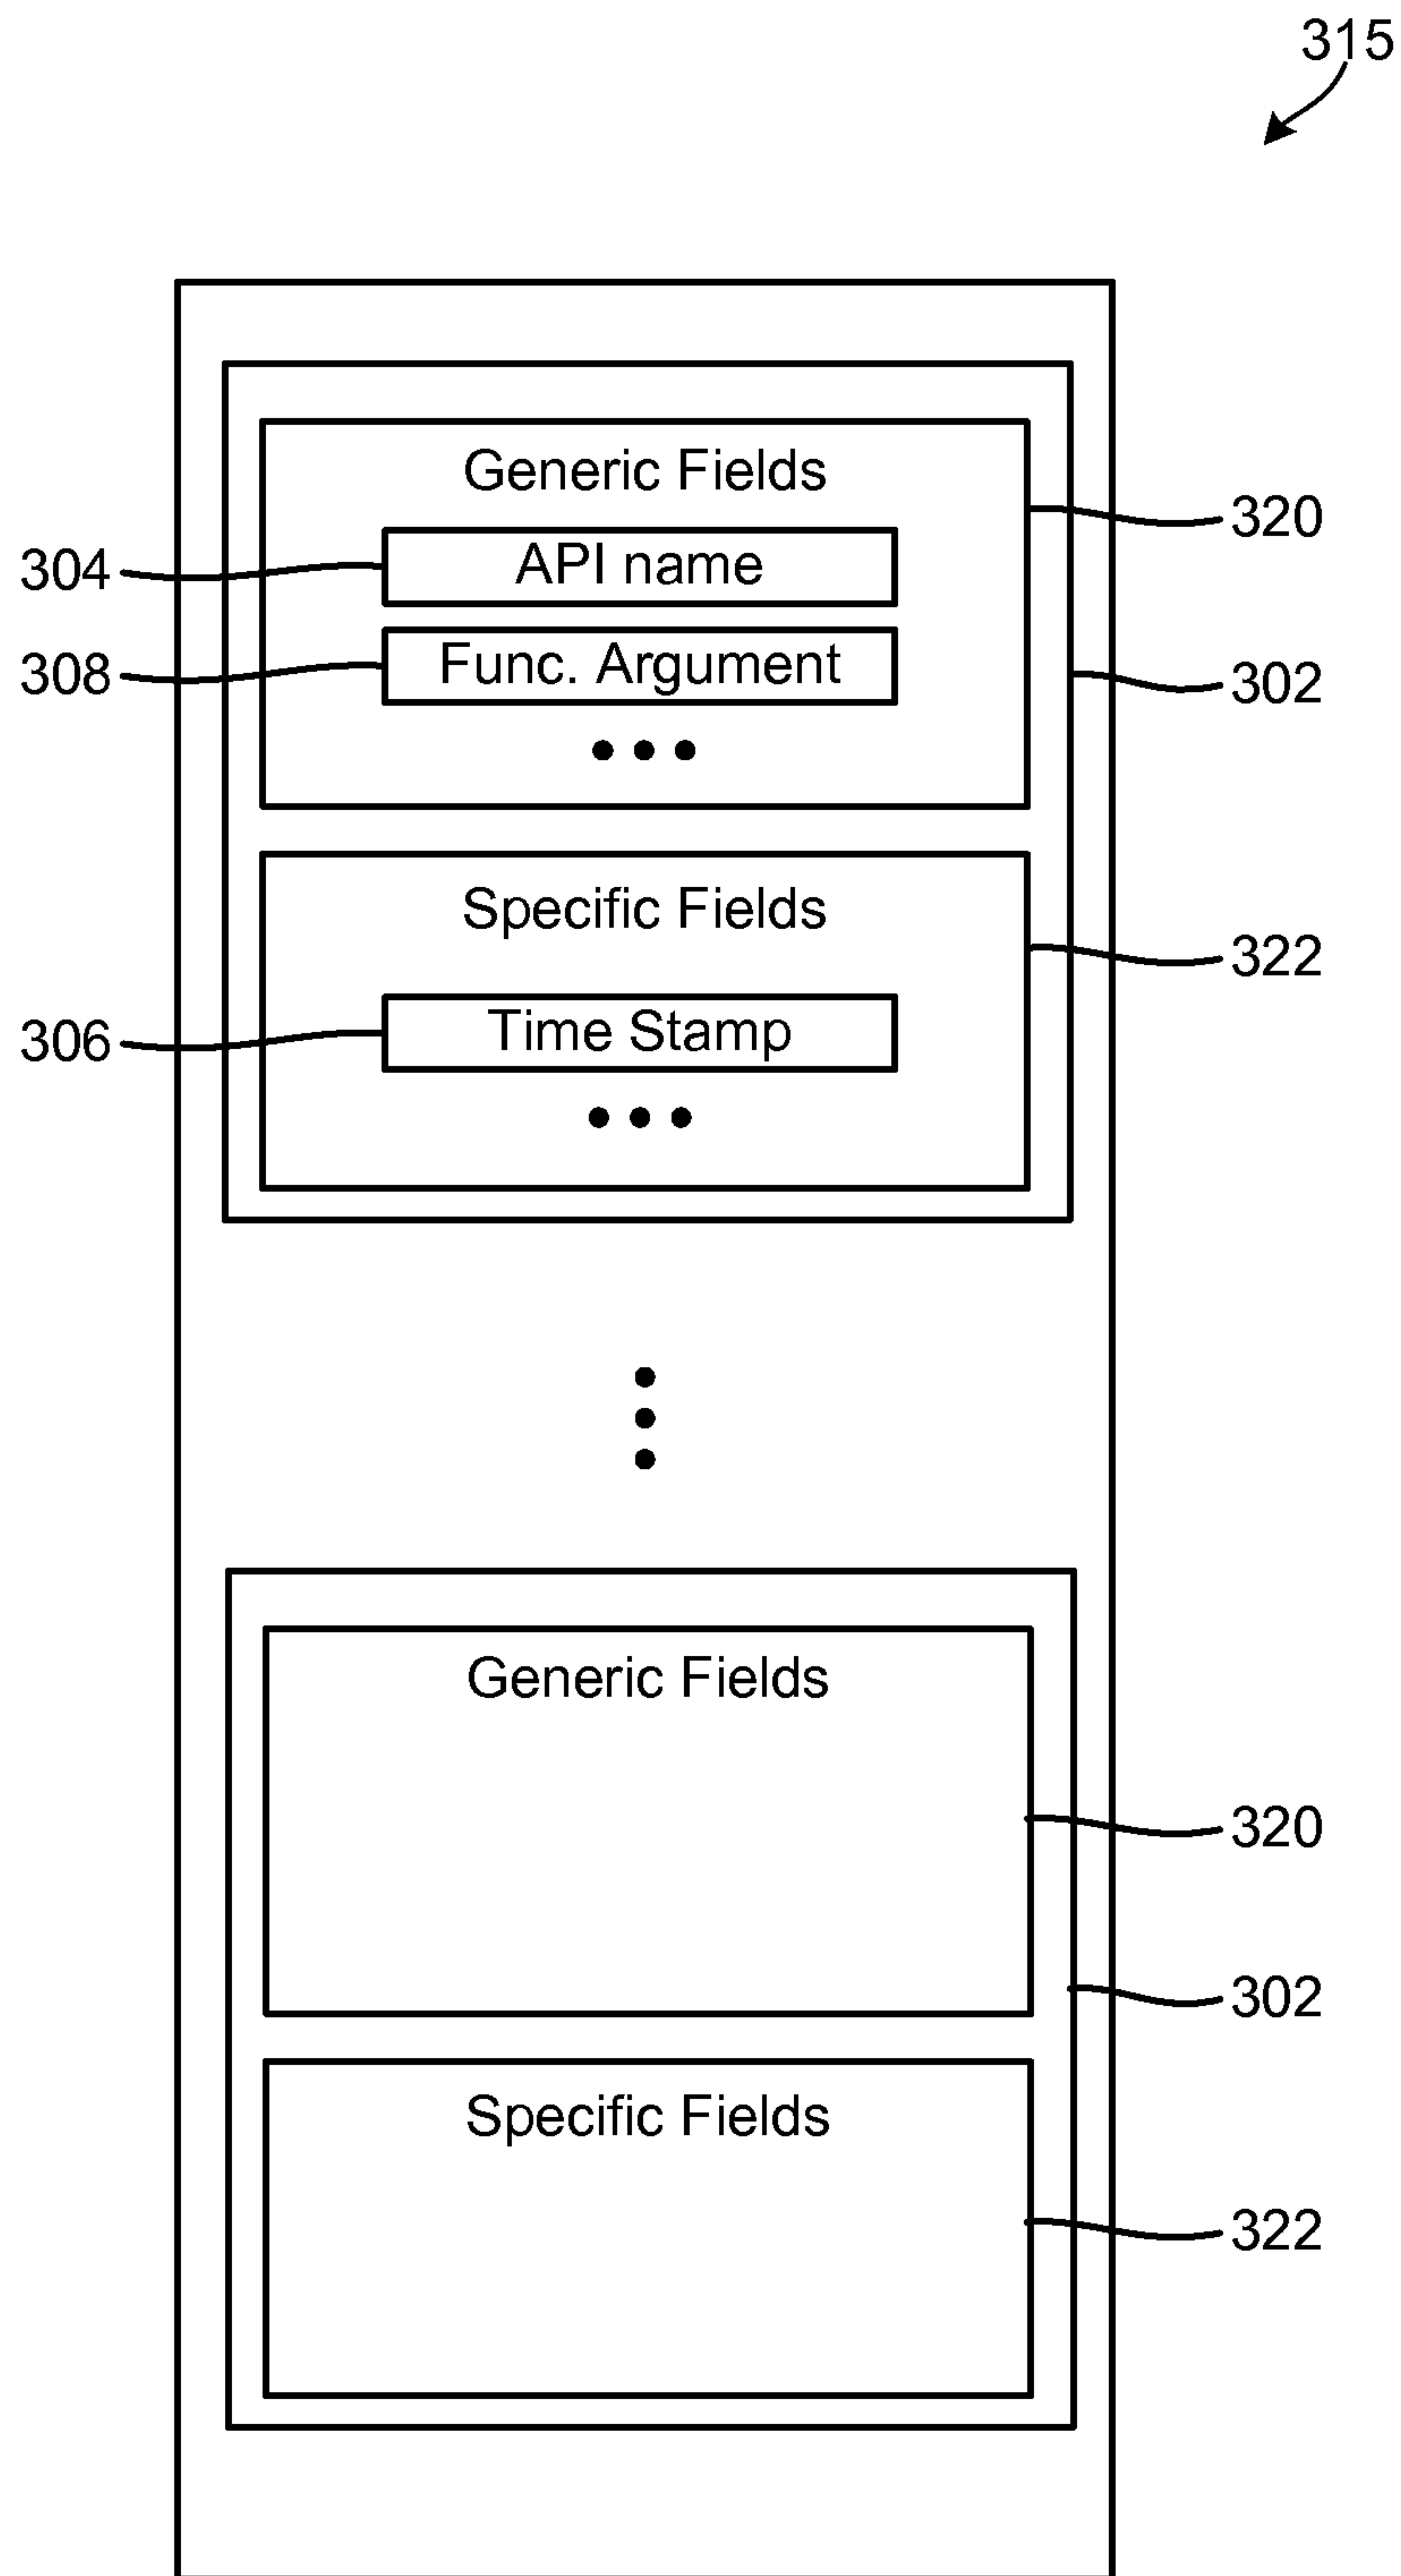 315
Generic Fields
320
304
API name
308
Func. Argument
302
Specific Fields
322
306
Time Stamp
Generic Fields
320
302
Specific Fields
322